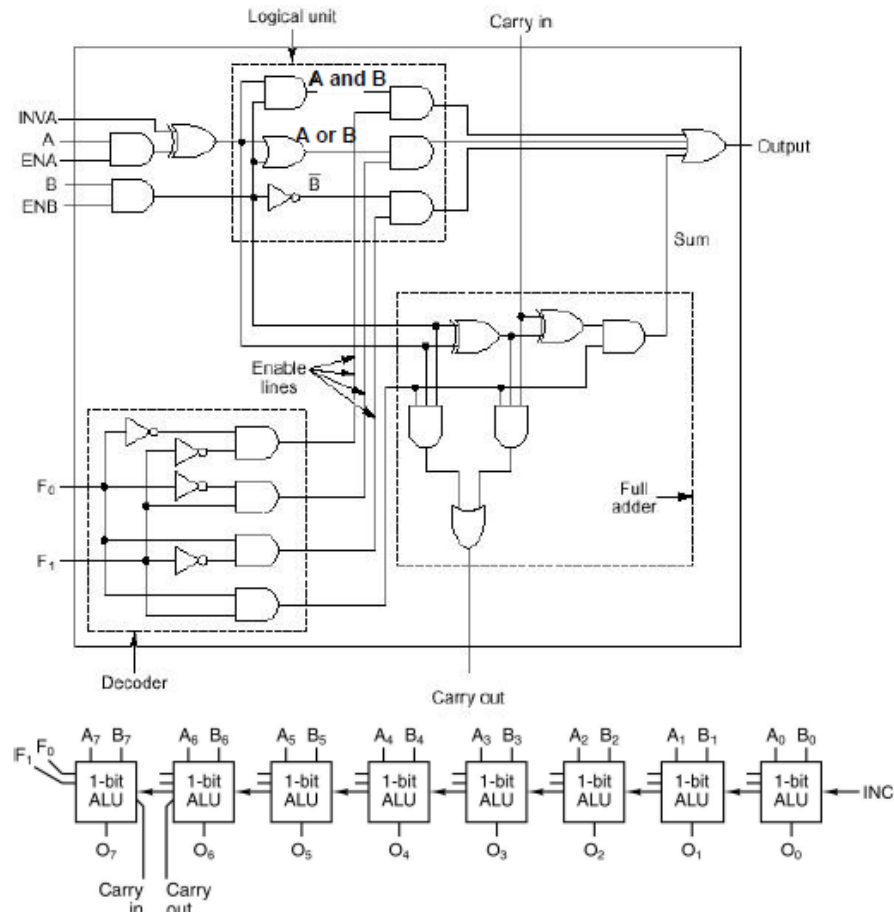 Logical unit
Carry in
A and B
INVA
A
ENA
A or B
Output
B
ENB
B̅
Sum
Enable
lines
F₀
Full
adder
F₁
Decoder
Carry out
A₇ B₇ A₆ B₆ A₅ B₅ A₄ B₄ A₃ B₃ A₂ B₂ A₁ B₁ A₀ B₀
F₀
F₁
1-bit ALU
1-bit ALU
1-bit ALU
1-bit ALU
1-bit ALU
1-bit ALU
1-bit ALU
1-bit ALU
INC
O₇ O₆ O₅ O₄ O₃ O₂ O₁ O₀
Carry in
Carry out